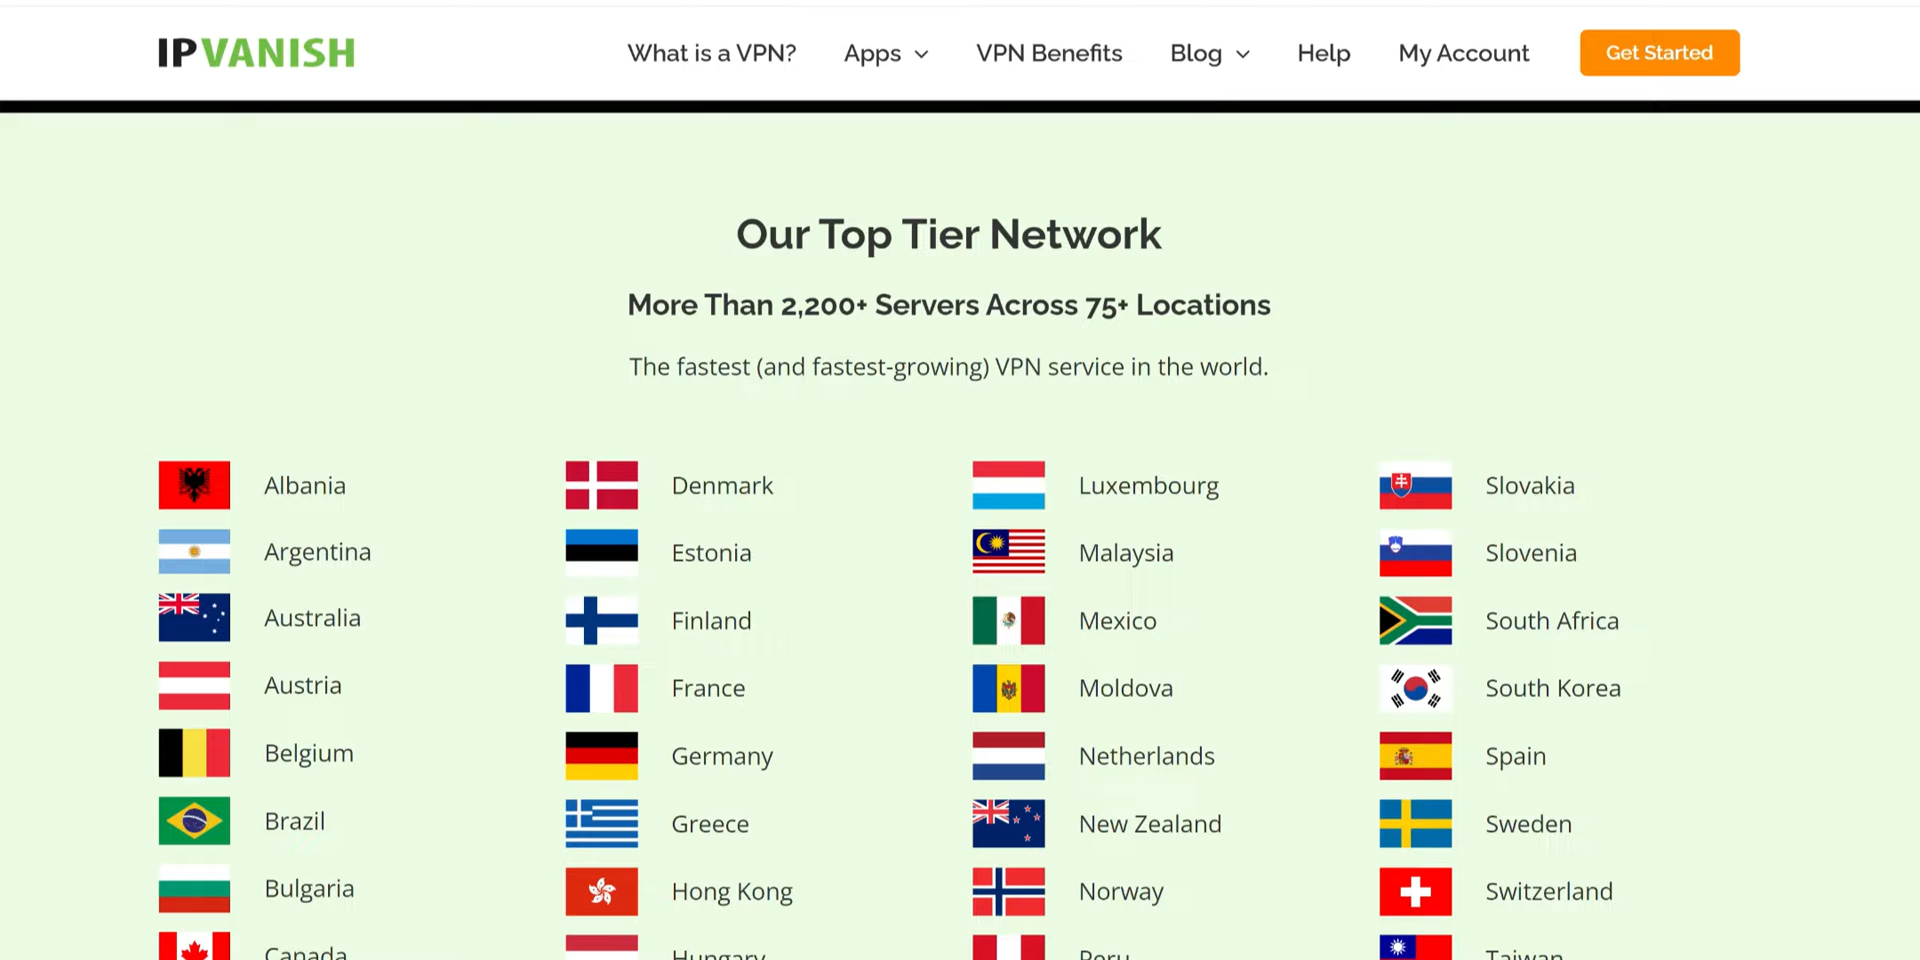 IPVANISH
What is a VPN?
Apps
VPN Benefits
Blog
Help
My Account
Get Started
Our Top Tier Network
More Than 2,200+ Servers Across 75+ Locations
The fastest (and fastest-growing) VPN service in the world.
Albania
Argentina
Australia
Austria
Belgium
Brazil
Bulgaria
Canada
Denmark
Estonia
Finland
France
Germany
Greece
Hong Kong
Hungary
Luxembourg
Malaysia
Mexico
Moldova
Netherlands
New Zealand
Norway
Peru
Slovakia
Slovenia
South Africa
South Korea
Spain
Sweden
Switzerland
Taiwan